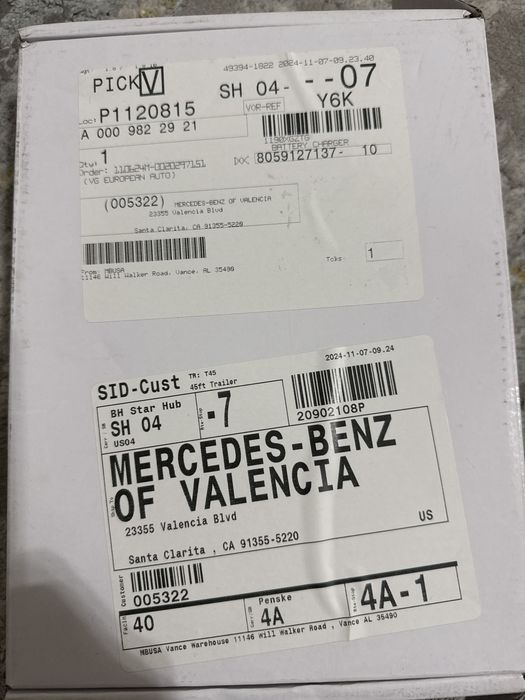 49394-1822 2024-11-07-09.23.40
PICK V SH 04- - -07
Loc: P1120815 VOR-REF Y6K
A 000 982 29 21
BATTERY CHARGER
Qty: 1 DOC 8059127137- 10
Order: 110624M-0020297151
(VG EUROPEAN AUTO)
(005322) MERCEDES-BENZ OF VALENCIA
23355 Valencia Blvd
Santa Clarita, CA 91355-5220
Tcks: 1
From: MBUSA
11146 Will Walker Road, Vance, AL 35490
2024-11-07-09.24
SID-Cust TR: T45
45ft Trailer
BH Star Hub
SH 04 -7
US04 20902108P
MERCEDES-BENZ
OF VALENCIA
23355 Valencia Blvd
US
Santa Clarita , CA 91355-5220
Customer
005322
40 Penske 4A 4A-1
MBUSA Vance Warehouse 11146 Will Walker Road , Vance AL 35490